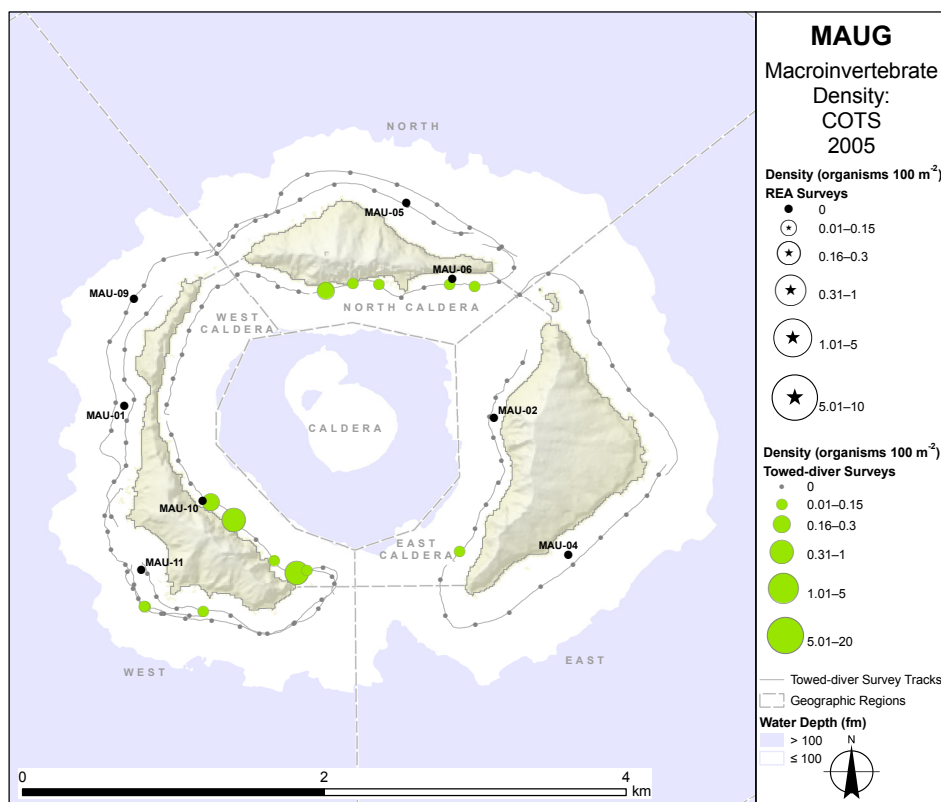 MAUG
Macroinvertebrate
Density:
COTS
2005
Density (organisms 100 m-2)
REA Surveys
0
0.01–0.15
0.16–0.3
0.31–1
1.01–5
5.01–10
Density (organisms 100 m-2)
Towed-diver Surveys
0
0.01–0.15
0.16–0.3
0.31–1
1.01–5
5.01–20
Towed-diver Survey Tracks
Geographic Regions
Water Depth (fm)
> 100
≤ 100
N
NORTH
MAU-05
MAU-06
MAU-09
NORTH CALDERA
WEST
CALDERA
MAU-01
MAU-02
CALDERA
MAU-10
EAST
CALDERA
MAU-04
MAU-11
WEST
EAST
0
2
4
km